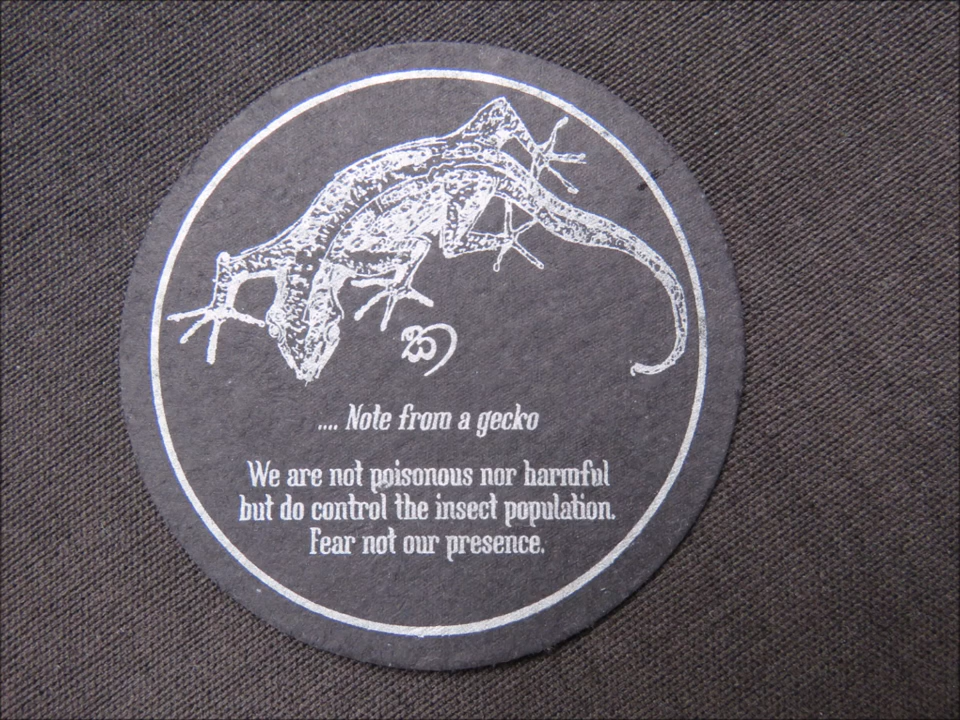 ක
.... Note from a gecko
We are not poisonous nor harmful
but do control the insect population.
Fear not our presence.